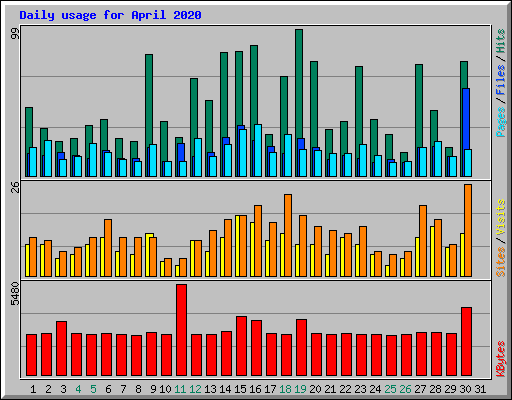 Daily usage for April 2020
99
Pages / Files / Hits
26
Sites / Visits
5480
KBytes
1 2 3 4 5 6 7 8 9 10 11 12 13 14 15 16 17 18 19 20 21 22 23 24 25 26 27 28 29 30 31